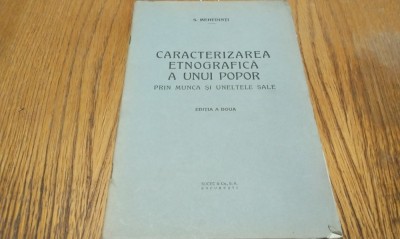 S. MEHEDINȚI
CARACTERIZAREA
ETNOGRAFICĂ
A UNUI POPOR
PRIN MUNCA ȘI UNELTELE SALE
EDIȚIA A DOUA
BUCUREȘTI